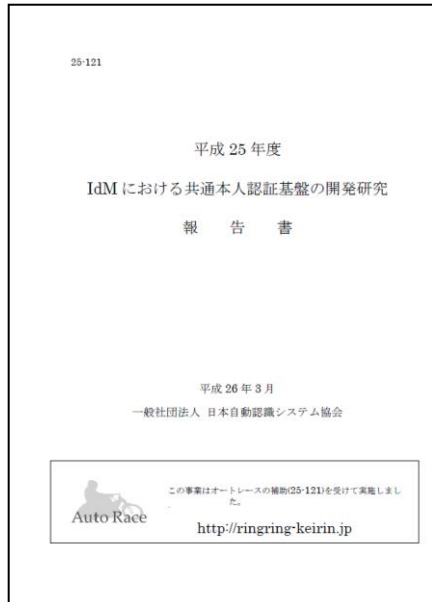 25-121
平成 25 年度
IdM における共通本人認証基盤の開発研究
報 告 書
平成 26 年 3 月
一般社団法人 日本自動認識システム協会
この事業はオートレースの補助(25-121)を受けて実施しまし
た。
Auto Race
http://ringring-keirin.jp